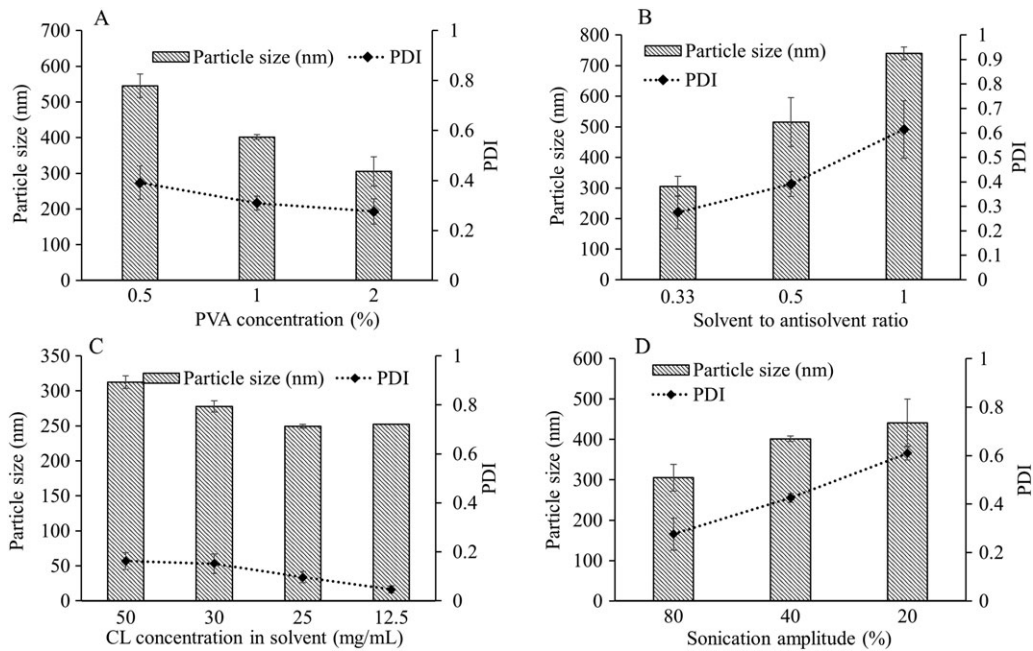 A
Particle size (nm) PDI
Particle size (nm)
700
600
500
400
300
200
100
0
1
0.8
0.6
0.4
0.2
0
PDI
0.5 1 2
PVA concentration (%)
B
Particle size (nm)
PDI
Particle size (nm)
800
700
600
500
400
300
200
100
0
1
0.9
0.8
0.7
0.6
0.5
0.4
0.3
0.2
0.1
0
PDI
0.33 0.5 1
Solvent to antisolvent ratio
C
Particle size (nm) PDI
Particle size (nm)
350
300
250
200
150
100
50
0
1
0.8
0.6
0.4
0.2
0
PDI
50 30 25 12.5
CL concentration in solvent (mg/mL)
D
Particle size (nm)
PDI
Particle size (nm)
600
500
400
300
200
100
0
1
0.8
0.6
0.4
0.2
0
PDI
80 40 20
Sonication amplitude (%)